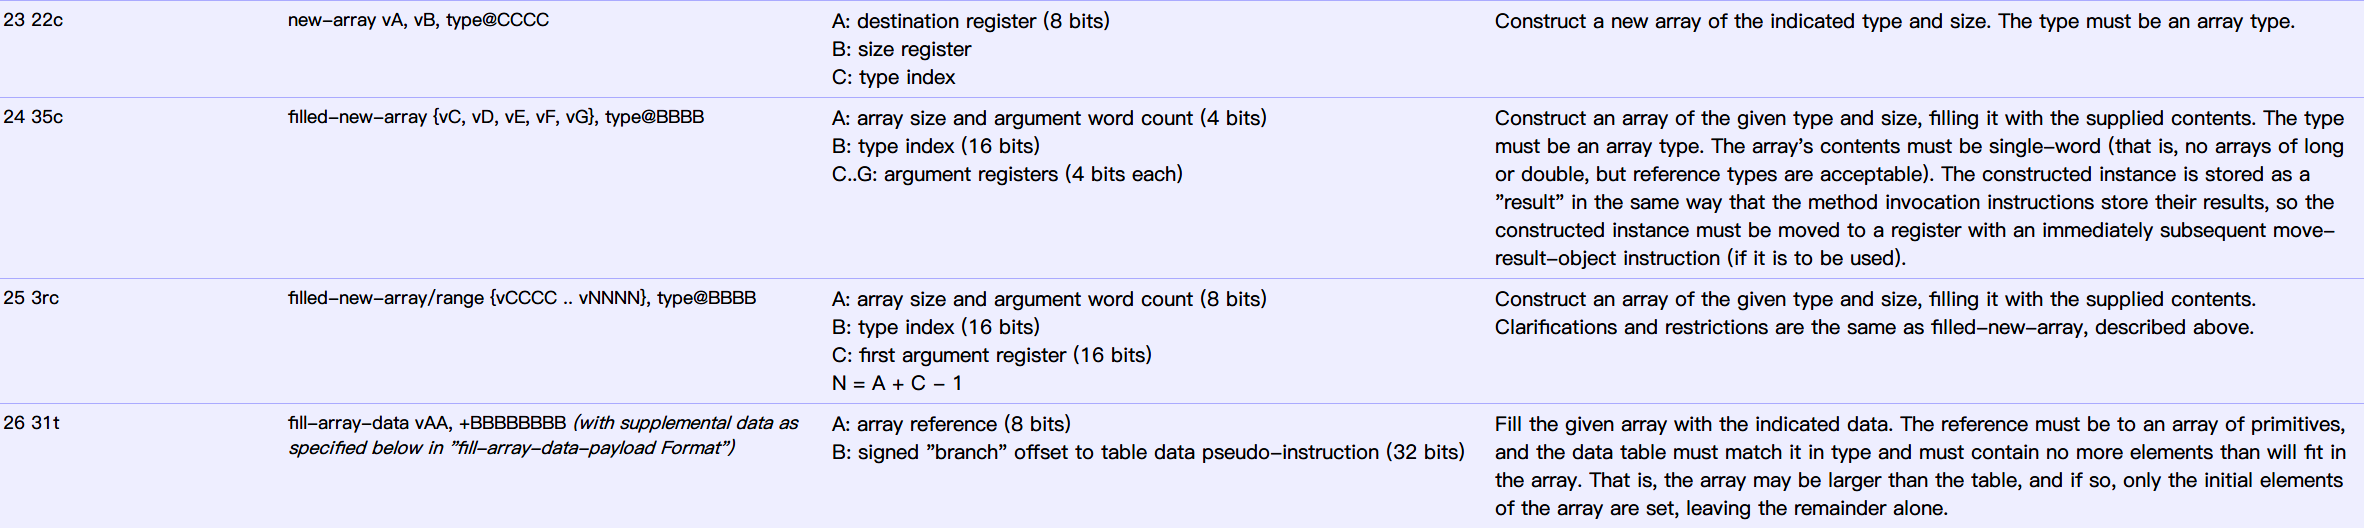 23 22c
new–array vA, vB, type@CCCC
A: destination register (8 bits)
B: size register
C: type index
Construct a new array of the indicated type and size. The type must be an array type.
24 35c
filled–new–array {vC, vD, vE, vF, vG}, type@BBBB
A: array size and argument word count (4 bits)
B: type index (16 bits)
C..G: argument registers (4 bits each)
Construct an array of the given type and size, filling it with the supplied contents. The type
must be an array type. The array’s contents must be single–word (that is, no arrays of long
or double, but reference types are acceptable). The constructed instance is stored as a
”result” in the same way that the method invocation instructions store their results, so the
constructed instance must be moved to a register with an immediately subsequent move–
result–object instruction (if it is to be used).
25 3rc
filled–new–array/range {vCCCC .. vNNNN}, type@BBBB
A: array size and argument word count (8 bits)
B: type index (16 bits)
C: first argument register (16 bits)
N = A + C – 1
Construct an array of the given type and size, filling it with the supplied contents.
Clarifications and restrictions are the same as filled–new–array, described above.
26 31t
fill–array–data vAA, +BBBBBBBB (with supplemental data as
specified below in ”fill–array–data–payload Format”)
A: array reference (8 bits)
B: signed ”branch” offset to table data pseudo–instruction (32 bits)
Fill the given array with the indicated data. The reference must be to an array of primitives,
and the data table must match it in type and must contain no more elements than will fit in
the array. That is, the array may be larger than the table, and if so, only the initial elements
of the array are set, leaving the remainder alone.